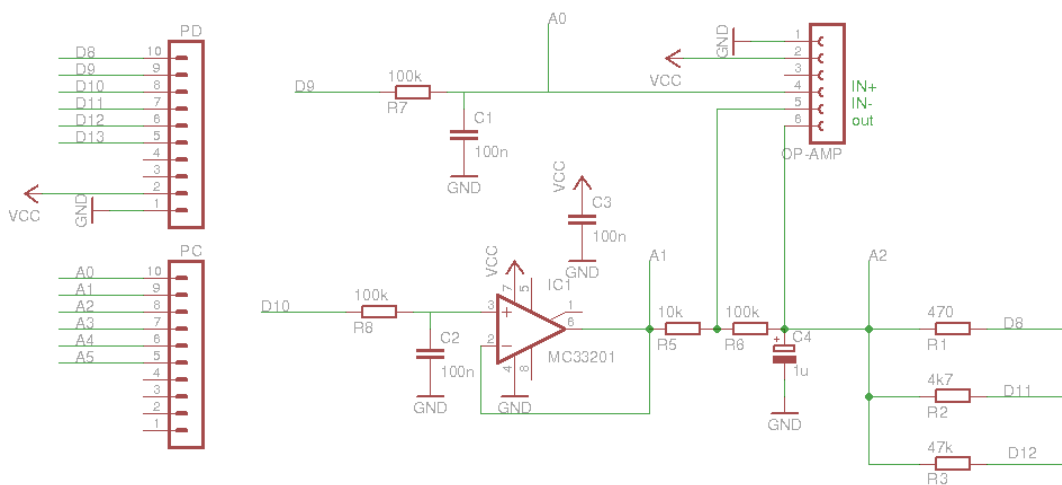 PD
D8 10
D9 9
D10 8
D11 7
D12 6
D13 5
4
3
VCC 2
GND 1
PC
A0 10
A1 9
A2 8
A3 7
A4 6
A5 5
4
3
2
1
A0
D9 100k
R7
C1
100n
GND
GND 1
VCC 2
3
4 IN+
5 IN-
6 out
OP-AMP
VCC
C3
100n
GND
D10 100k
R8
C2
100n
GND
VCC
7 5
IC1
3 + 1
6
2 −
MC33201
4 8
GND
A1
10k
R5
100k
R6
+ C4
1u
GND
A2
470 D8
R1
4k7 D11
R2
47k D12
R3